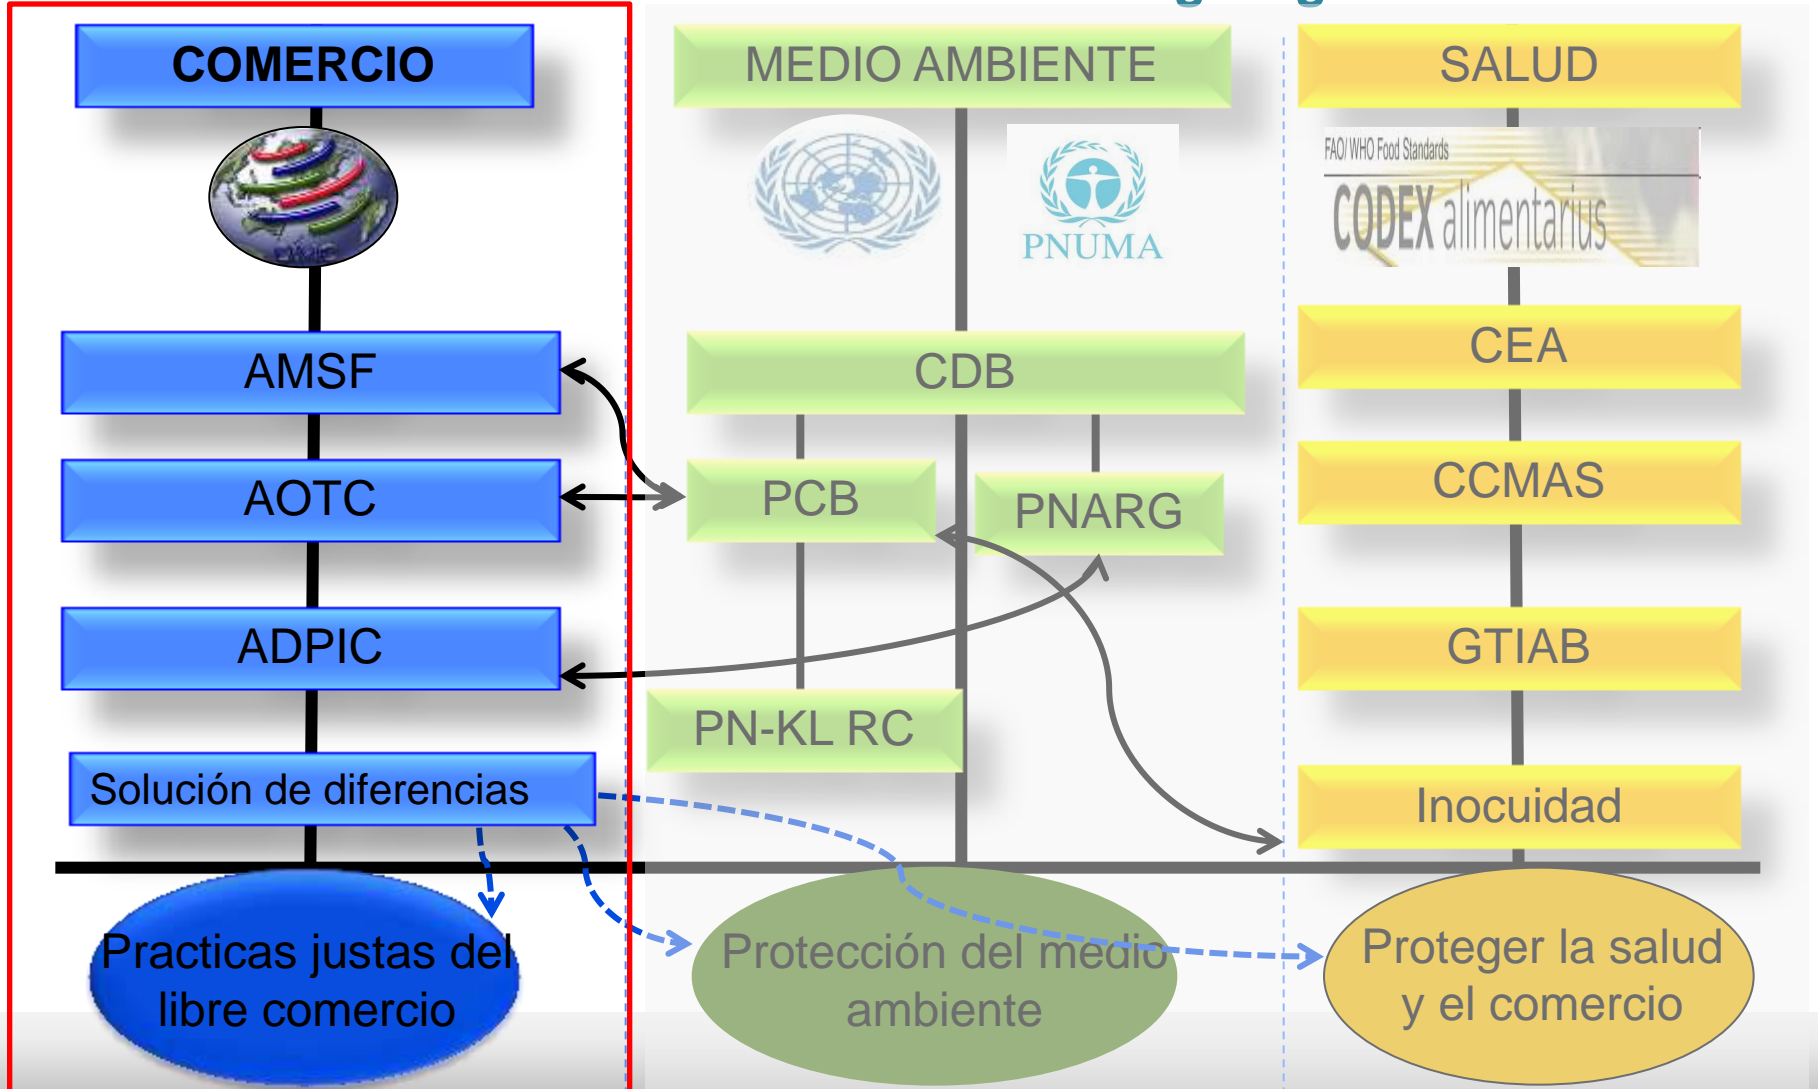 COMERCIO
AMSF
AOTC
ADPIC
Solución de diferencias
Practicas justas del
libre comercio
MEDIO AMBIENTE
PNUMA
CDB
PCB
PNARG
PN-KL RC
Protección del medio
ambiente
SALUD
FAO/WHO Food Standards
CODEX alimentarius
CEA
CCMAS
GTIAB
Inocuidad
Proteger la salud
y el comercio